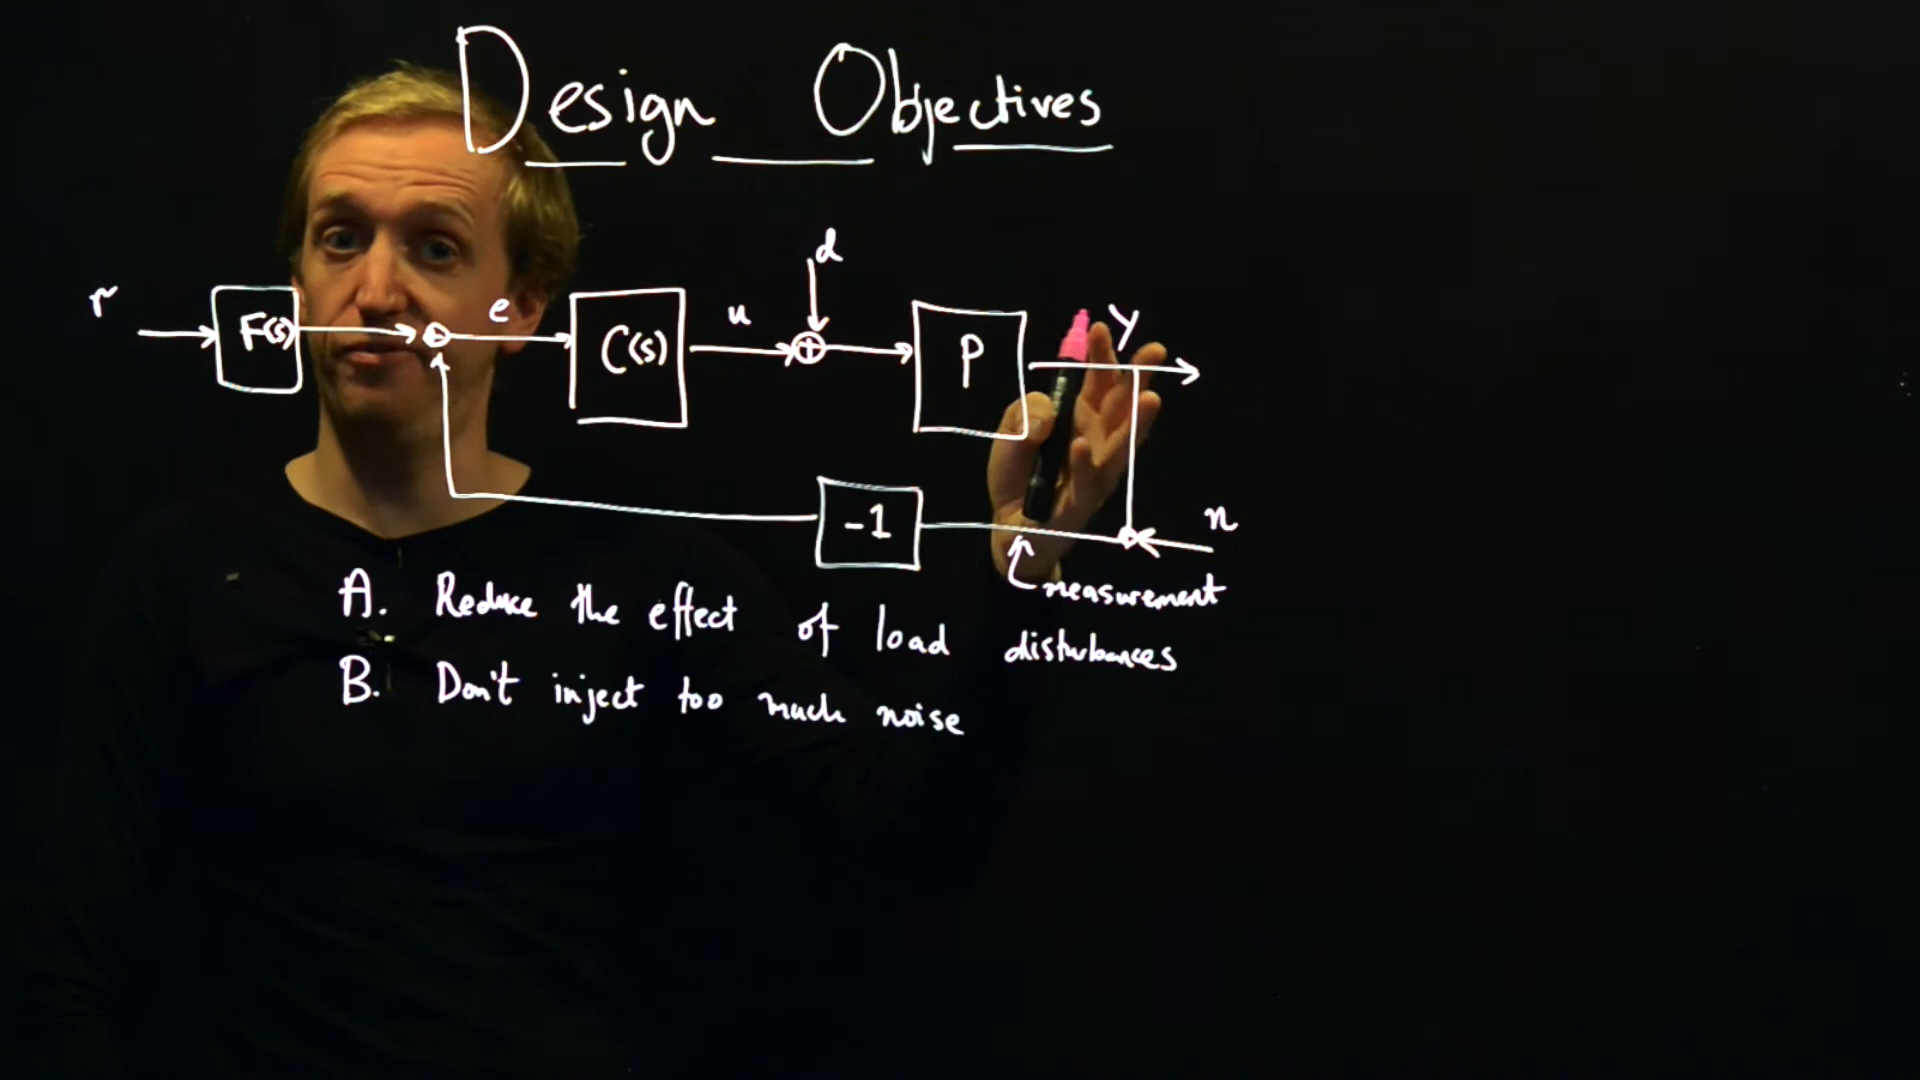 Design Objectives
d
r
F(s)
e
C(s)
u
P
y
-1
n
measurement
A. Reduce the effect of load disturbances
B. Don't inject too much noise